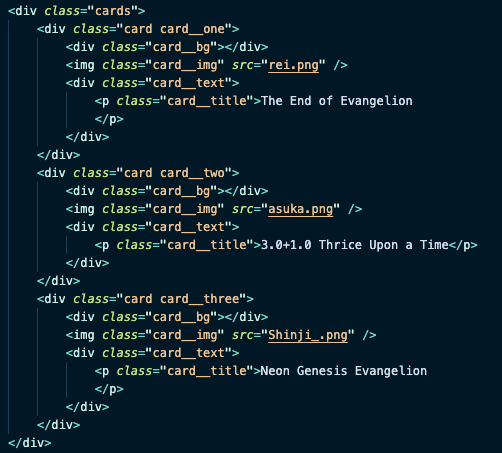 <div class="cards">
    <div class="card card__one">
        <div class="card__bg"></div>
        <img class="card__img" src="rei.png" />
        <div class="card__text">
            <p class="card__title">The End of Evangelion
            </p>
        </div>
    </div>
    <div class="card card__two">
        <div class="card__bg"></div>
        <img class="card__img" src="asuka.png" />
        <div class="card__text">
            <p class="card__title">3.0+1.0 Thrice Upon a Time</p>
        </div>
    </div>
    <div class="card card__three">
        <div class="card__bg"></div>
        <img class="card__img" src="Shinji_.png" />
        <div class="card__text">
            <p class="card__title">Neon Genesis Evangelion
            </p>
        </div>
    </div>
</div>